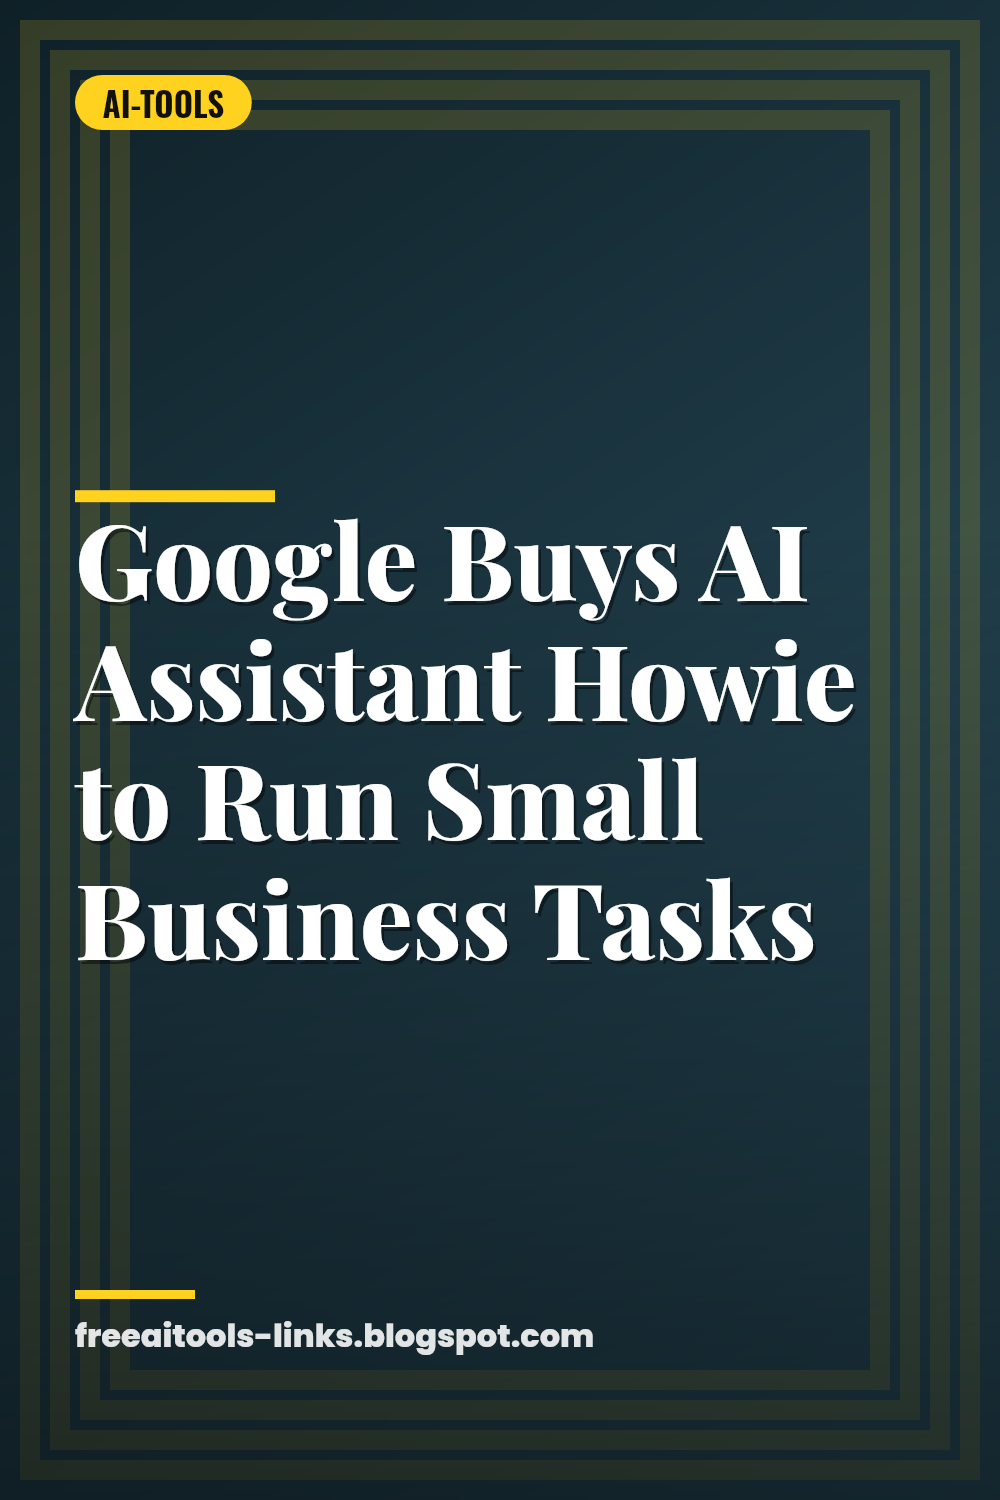 AI-TOOLS
Google Buys AI
Assistant Howie
to Run Small
Business Tasks
freeaitools-links.blogspot.com